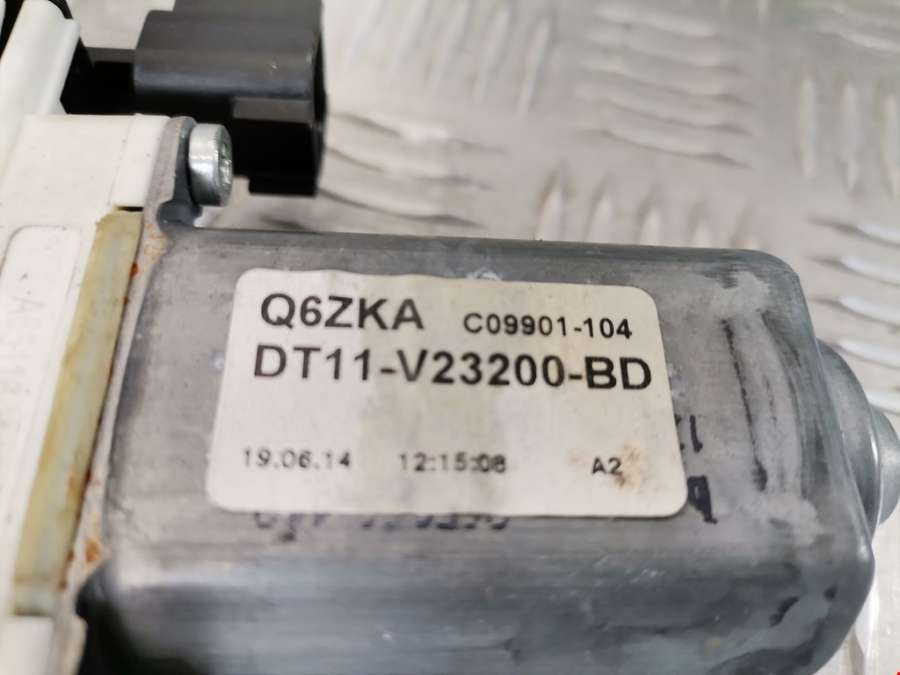 Q6ZKA C09901-104
DT11-V23200-BD
19.06.14 12:15:08 A2